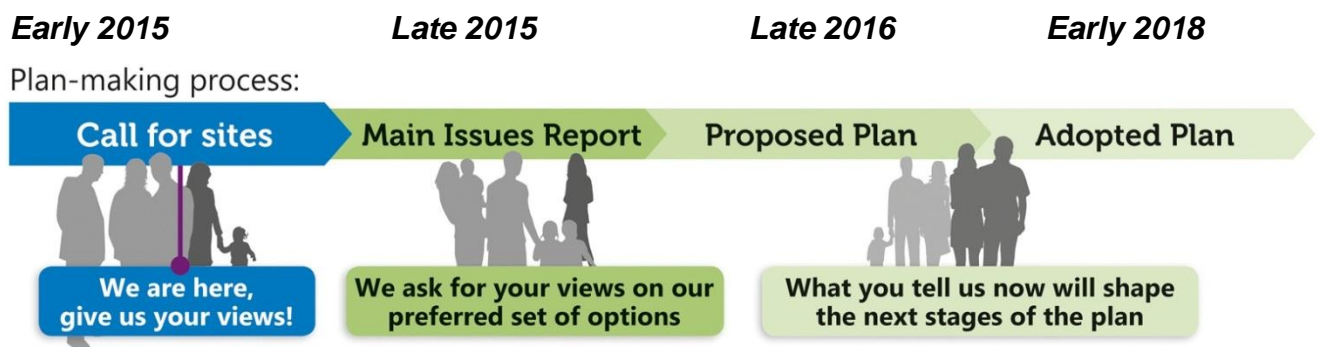 Early 2015 Late 2015 Late 2016 Early 2018
Plan-making process:
Call for sites Main Issues Report Proposed Plan Adopted Plan
We are here,
give us your views!
We ask for your views on our
preferred set of options
What you tell us now will shape
the next stages of the plan